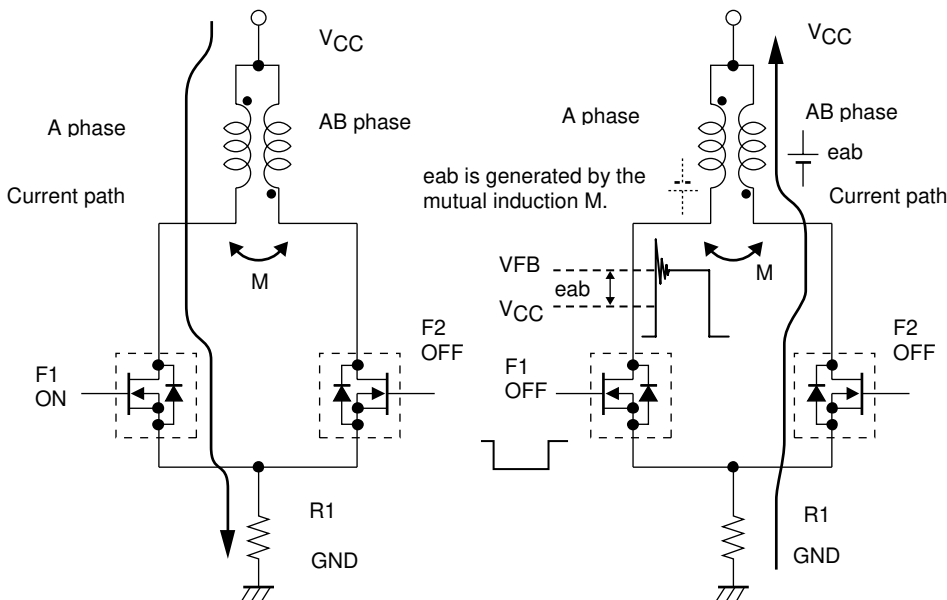 VCC
A phase
AB phase
Current path
M
F1
ON
F2
OFF
R1
GND
VCC
A phase
AB phase
eab
eab is generated by the
mutual induction M.
Current path
VFB
eab
VCC
M
F1
OFF
F2
OFF
R1
GND